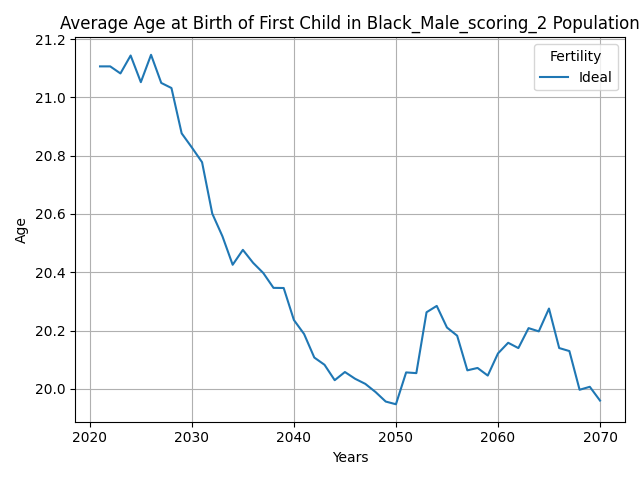 Average Age at Birth of First Child in Black_Male_scoring_2 Population
21.2
21.0
20.8
20.6
20.4
20.2
20.0
Age
Fertility
Ideal
2020 2030 2040 2050 2060 2070
Years